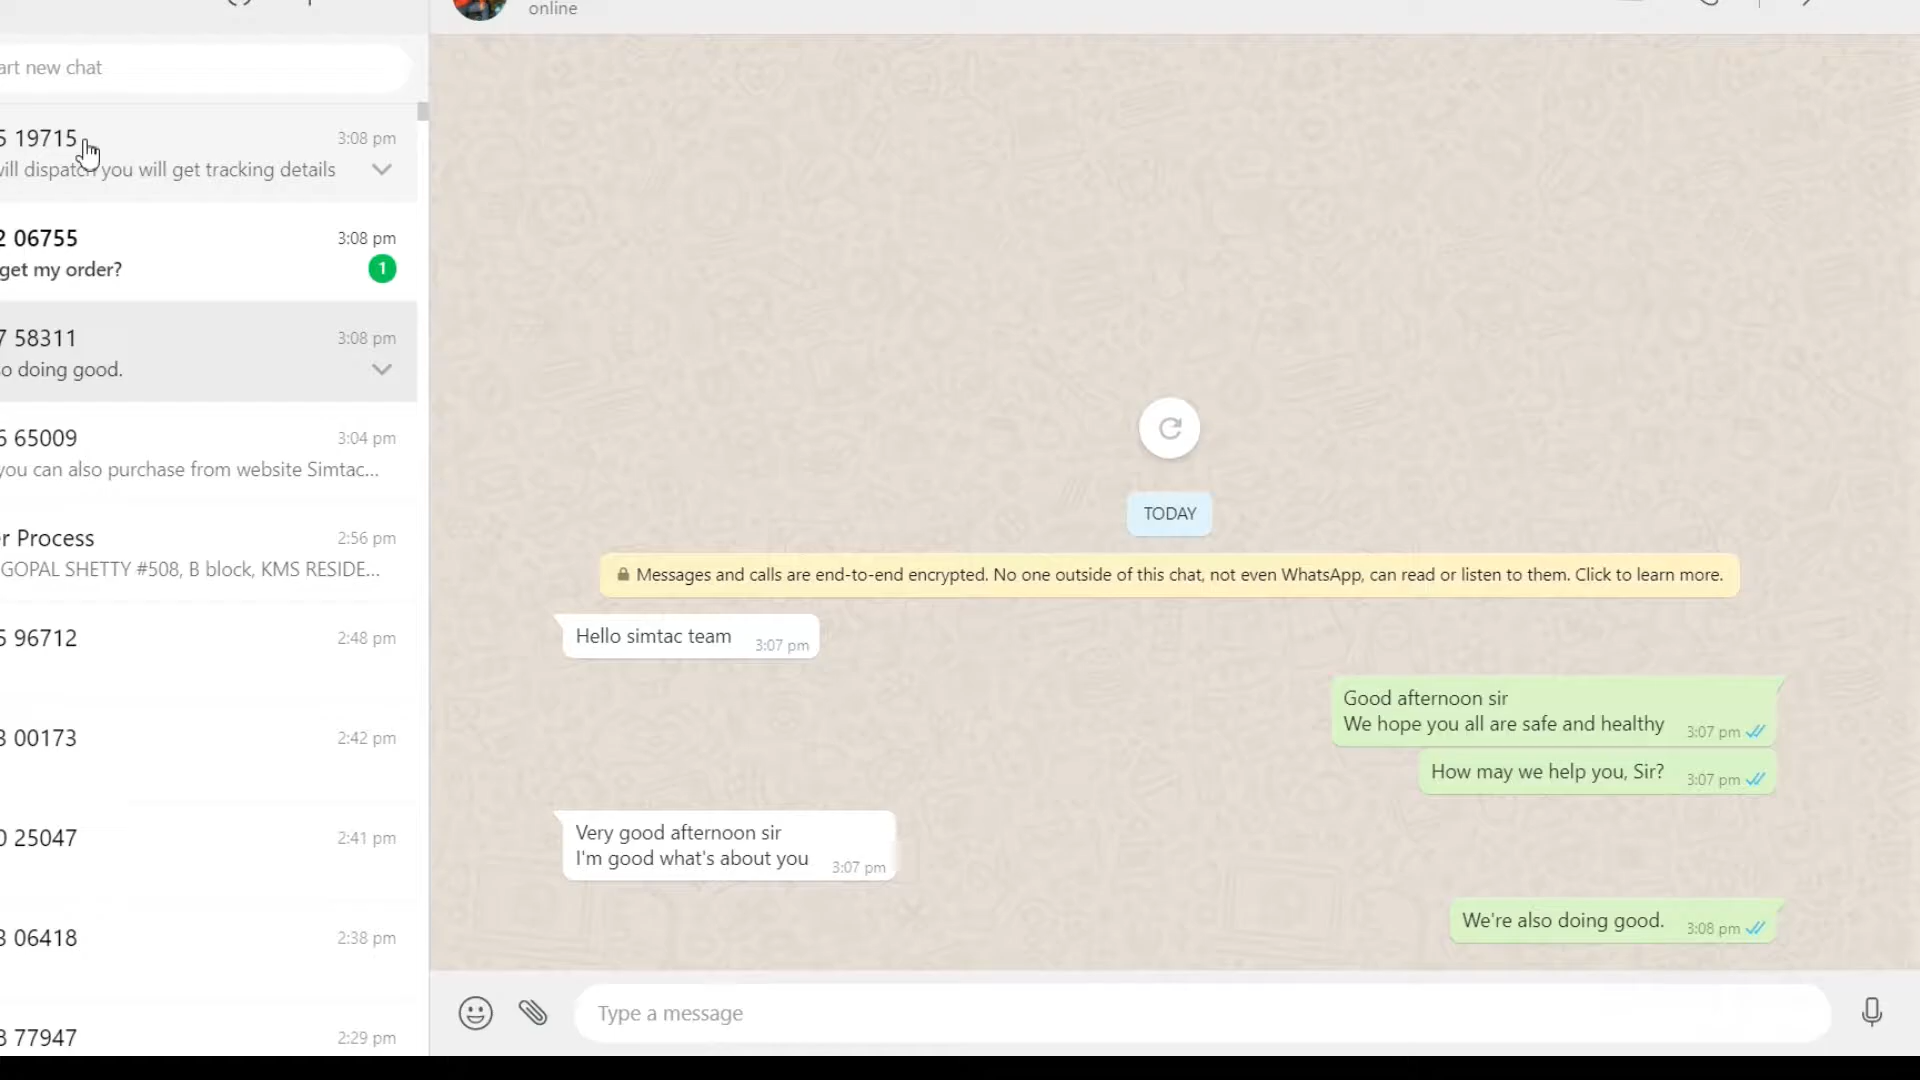 online
art new chat
5 19715
3:08 pm
will dispatch you will get tracking details
2 06755
3:08 pm
get my order?
1
7 58311
3:08 pm
so doing good.
6 65009
3:04 pm
you can also purchase from website Simtac...
r Process
2:56 pm
GOPAL SHETTY #508, B block, KMS RESIDE...
5 96712
2:48 pm
3 00173
2:42 pm
0 25047
2:41 pm
3 06418
2:38 pm
3 77947
2:29 pm
TODAY
Messages and calls are end-to-end encrypted. No one outside of this chat, not even WhatsApp, can read or listen to them. Click to learn more.
Hello simtac team
3:07 pm
Good afternoon sir
We hope you all are safe and healthy
3:07 pm
How may we help you, Sir?
3:07 pm
Very good afternoon sir
I'm good what's about you
3:07 pm
We're also doing good.
3:08 pm
Type a message